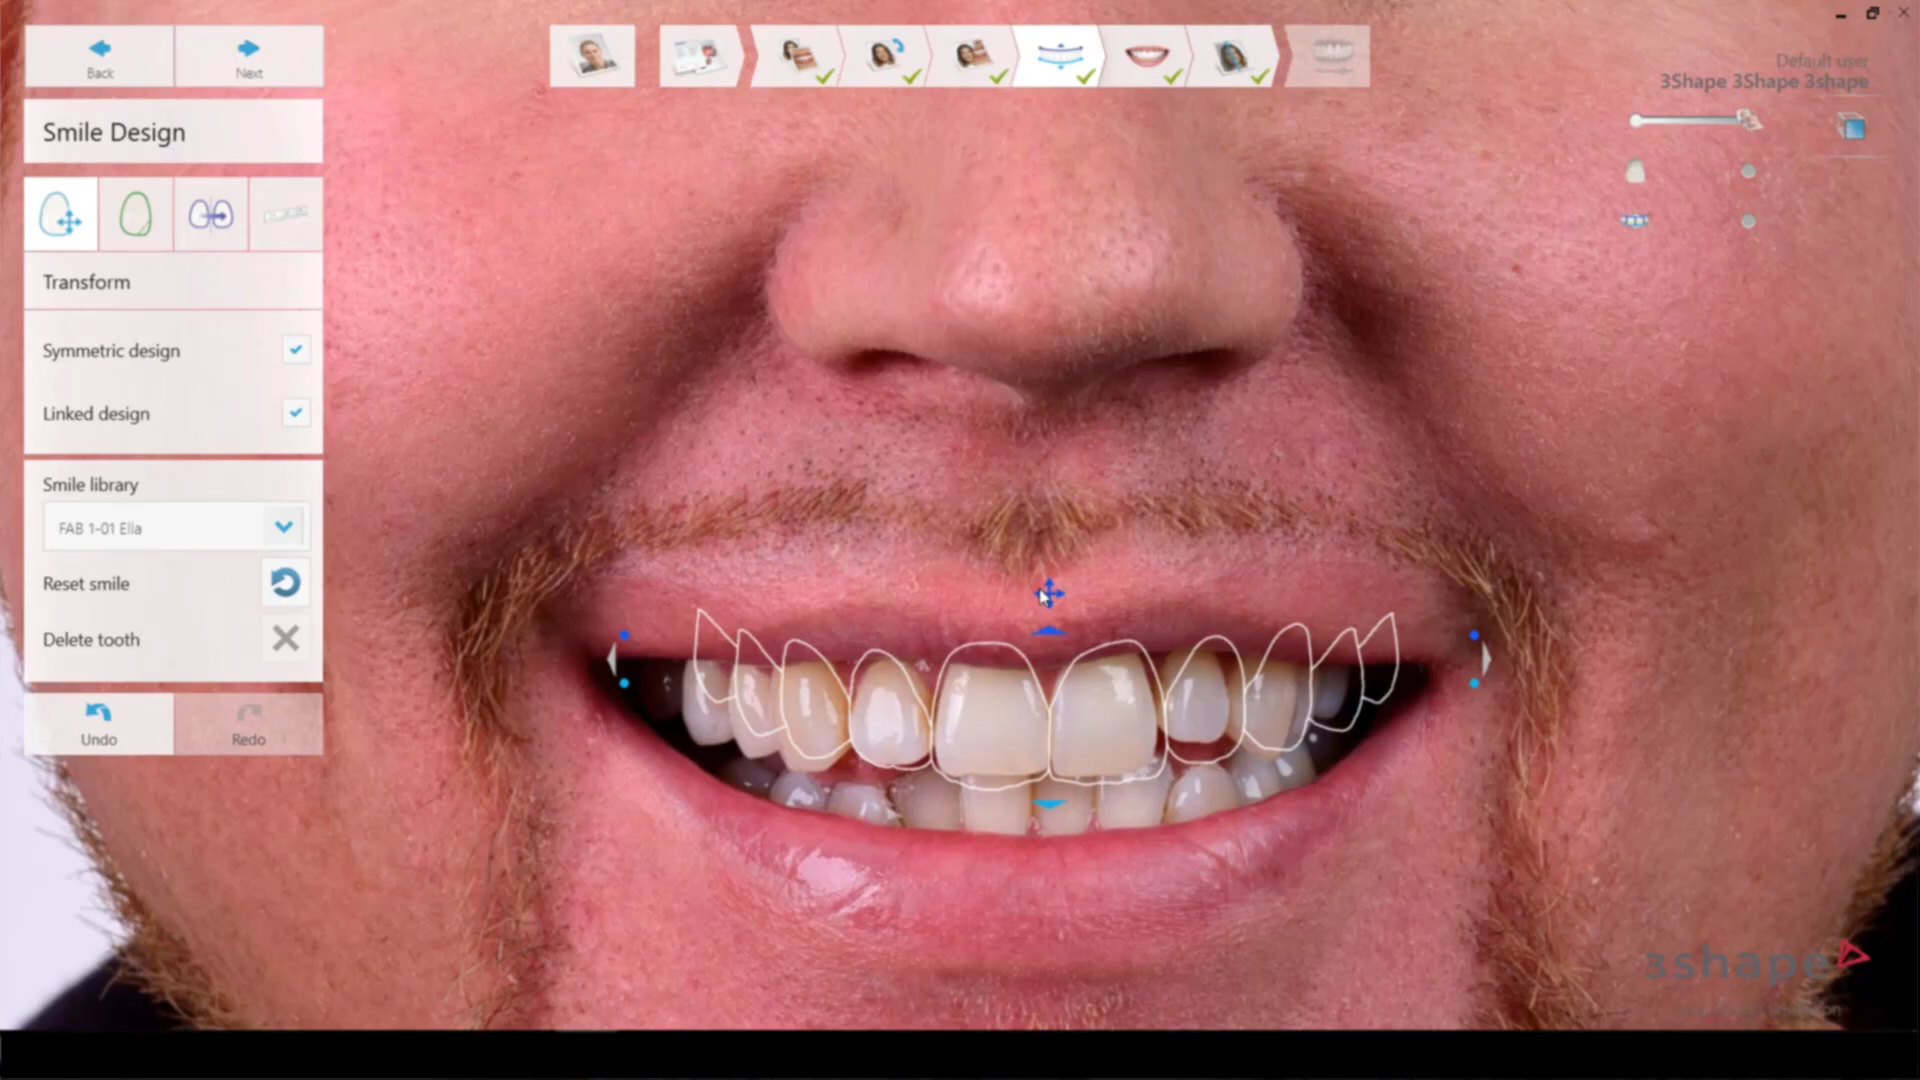 Back
Next
Default user
3Shape 3Shape 3shape
Smile Design
Transform
Symmetric design
Linked design
Smile library
FAB 1-01 Ella
Reset smile
Delete tooth
Undo
Redo
3shape